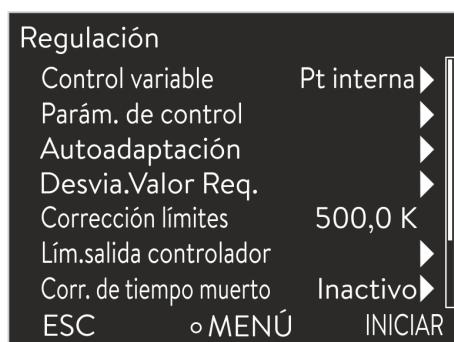 Regulación
Control variable Pt interna
Parám. de control
Autoadaptación
Desvia.Valor Req.
Corrección límites 500,0 K
Lím.salida controlador
Corr. de tiempo muerto Inactivo
ESC MENÚ INICIAR